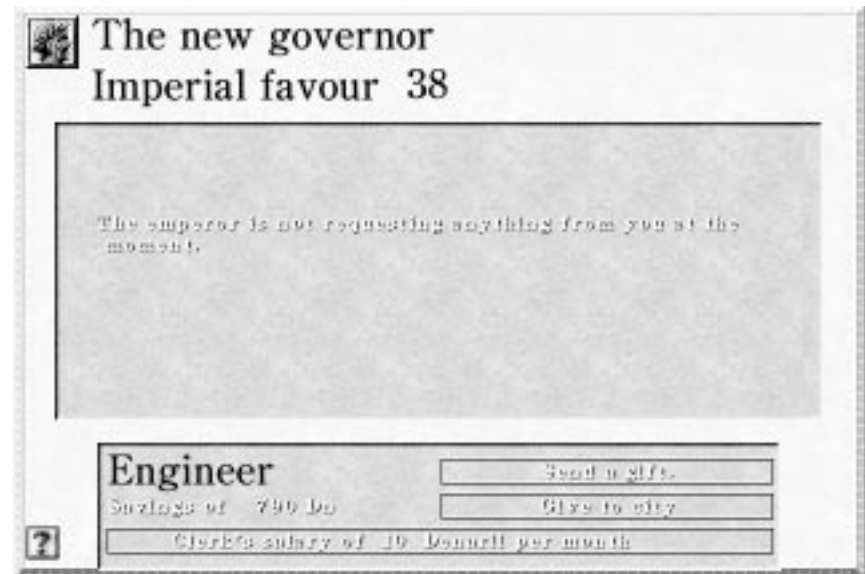 The new governor
Imperial favour 38
The emperor is not requesting anything from you at the
moment.
Engineer
Send a gift.
Savings of 790 Dn
Give to city
?
Clerk's salary of 10 Denarii per month